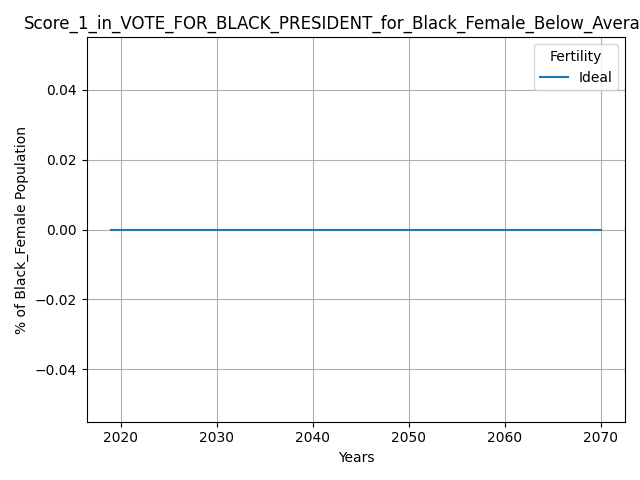 Score_1_in_VOTE_FOR_BLACK_PRESIDENT_for_Black_Female_Below_Avera
Fertility
Ideal
0.04
0.02
0.00
−0.02
−0.04
% of Black_Female Population
2020 2030 2040 2050 2060 2070
Years